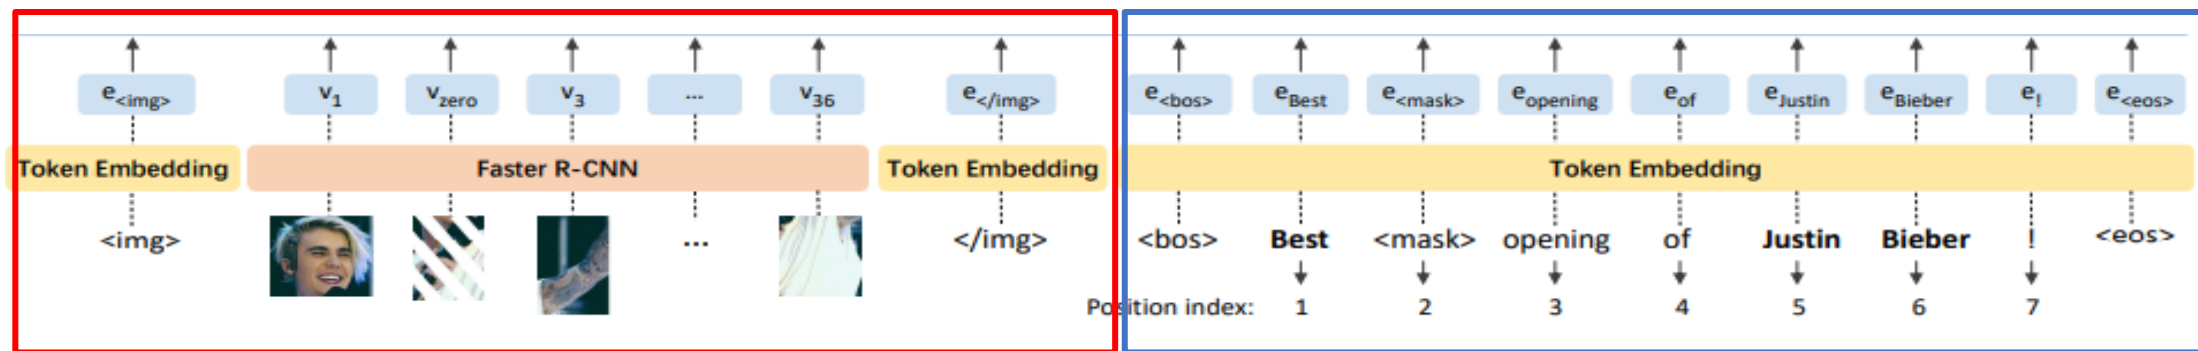 e<img> v1 vzero v3 ... v36 e</img> e<bos> eBest e<mask> eopening eof eJustin eBieber e! e<eos>
Token Embedding Faster R-CNN Token Embedding Token Embedding
<img> ... </img> <bos> Best <mask> opening of Justin Bieber ! <eos>
Position index: 1 2 3 4 5 6 7